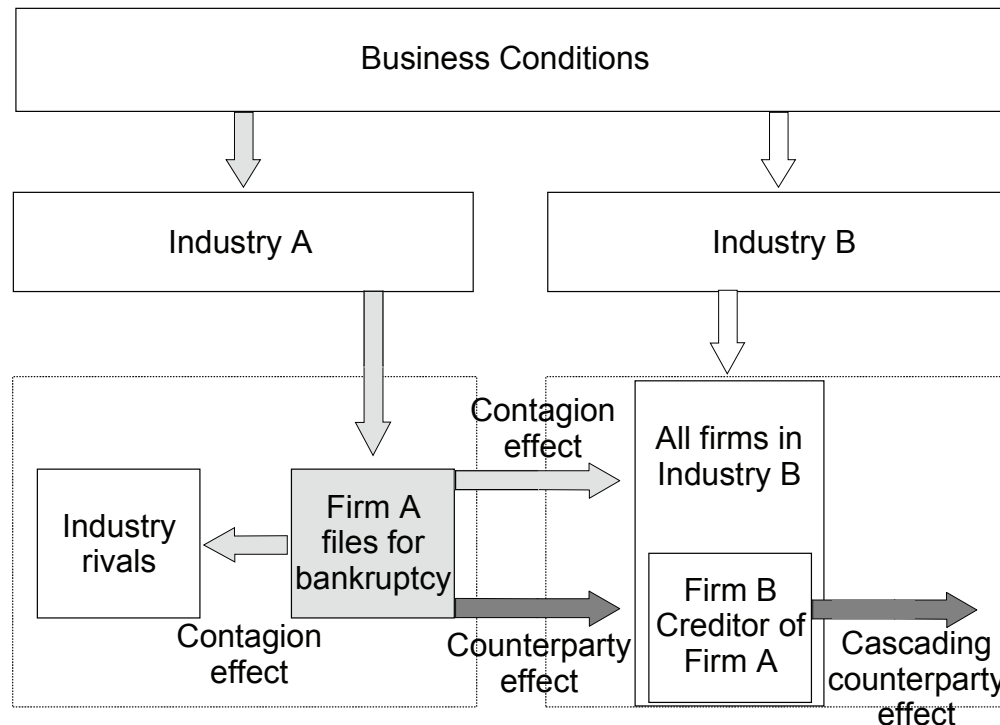 Business Conditions
Industry A
Industry B
Contagion
effect
All firms in
Industry B
Industry
rivals
Firm A
files for
bankruptcy
Contagion
effect
Counterparty
effect
Firm B
Creditor of
Firm A
Cascading
counterparty
effect